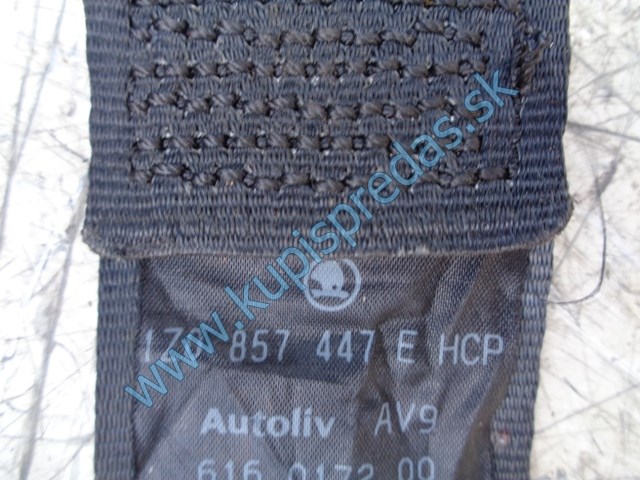 www.kupispredas.sk
857 447 E HCP
Autoliv AV9
616 0172 00